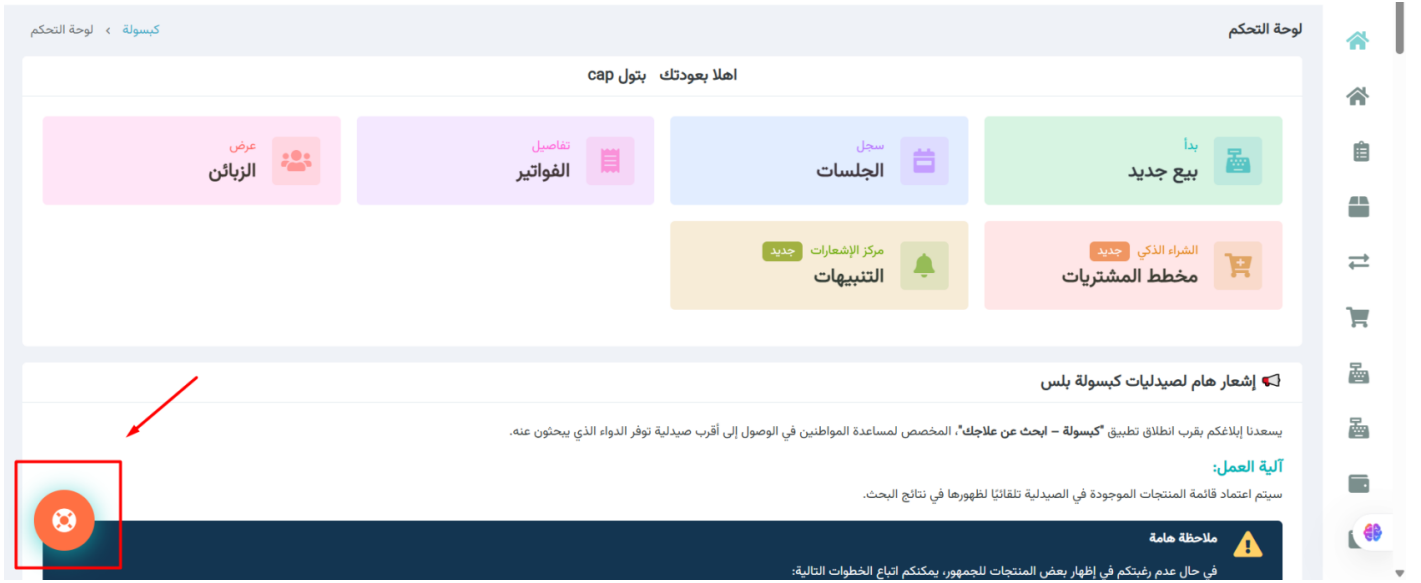 لوحة التحكم
كبسولة › لوحة التحكم
اهلا بعودتك بتول cap
بدأ
بيع جديد
سجل
الجلسات
تفاصيل
الفواتير
عرض
الزبائن
الشراء الذكي جديد
مخطط المشتريات
مركز الإشعارات جديد
التنبيهات
إشعار هام لصيدليات كبسولة بلس
يسعدنا إبلاغكم بقرب انطلاق تطبيق "كبسولة – ابحث عن علاجك"، المخصص لمساعدة المواطنين في الوصول إلى أقرب صيدلية توفر الدواء الذي يبحثون عنه.
آلية العمل:
سيتم اعتماد قائمة المنتجات الموجودة في الصيدلية تلقائيًا لظهورها في نتائج البحث.
ملاحظة هامة
في حال عدم رغبتكم في إظهار بعض المنتجات للجمهور، يمكنكم اتباع الخطوات التالية: